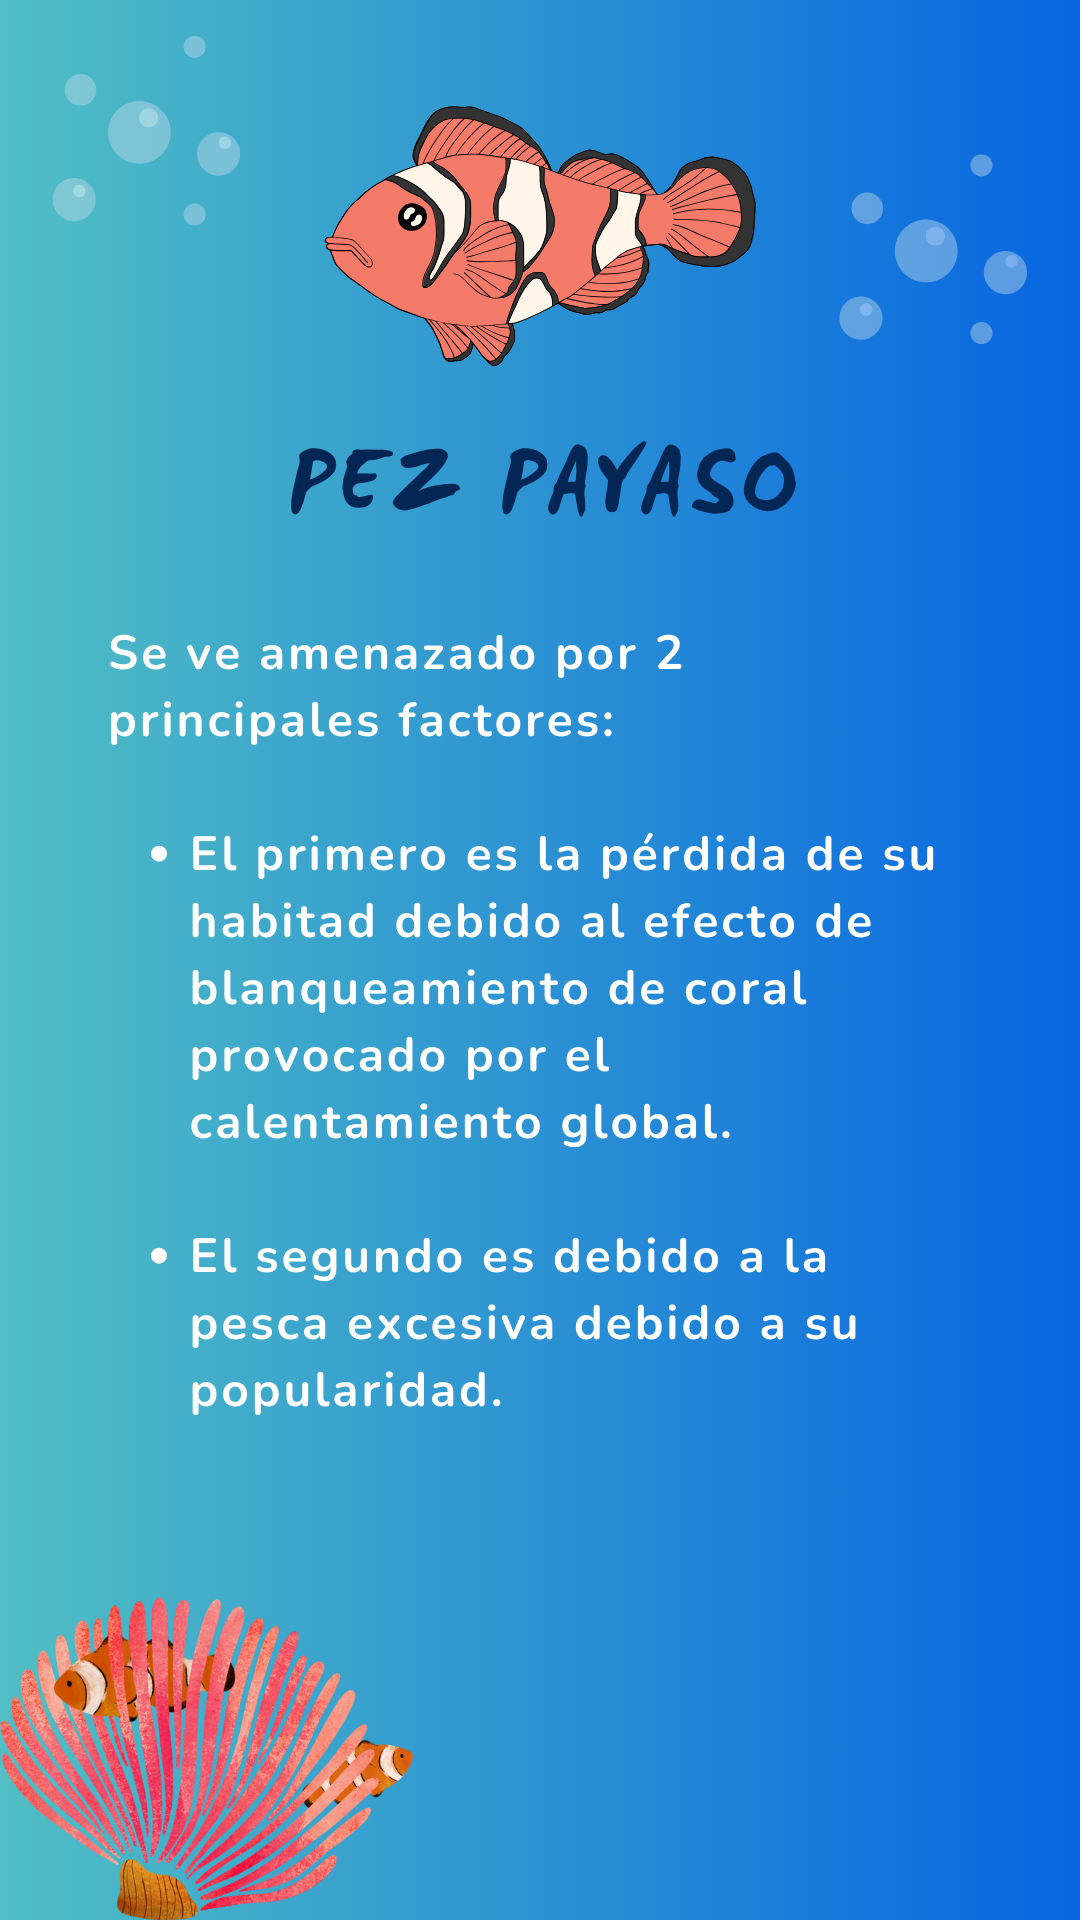 PEZ PAYASO
Se ve amenazado por 2
principales factores:
• El primero es la pérdida de su
habitad debido al efecto de
blanqueamiento de coral
provocado por el
calentamiento global.
• El segundo es debido a la
pesca excesiva debido a su
popularidad.